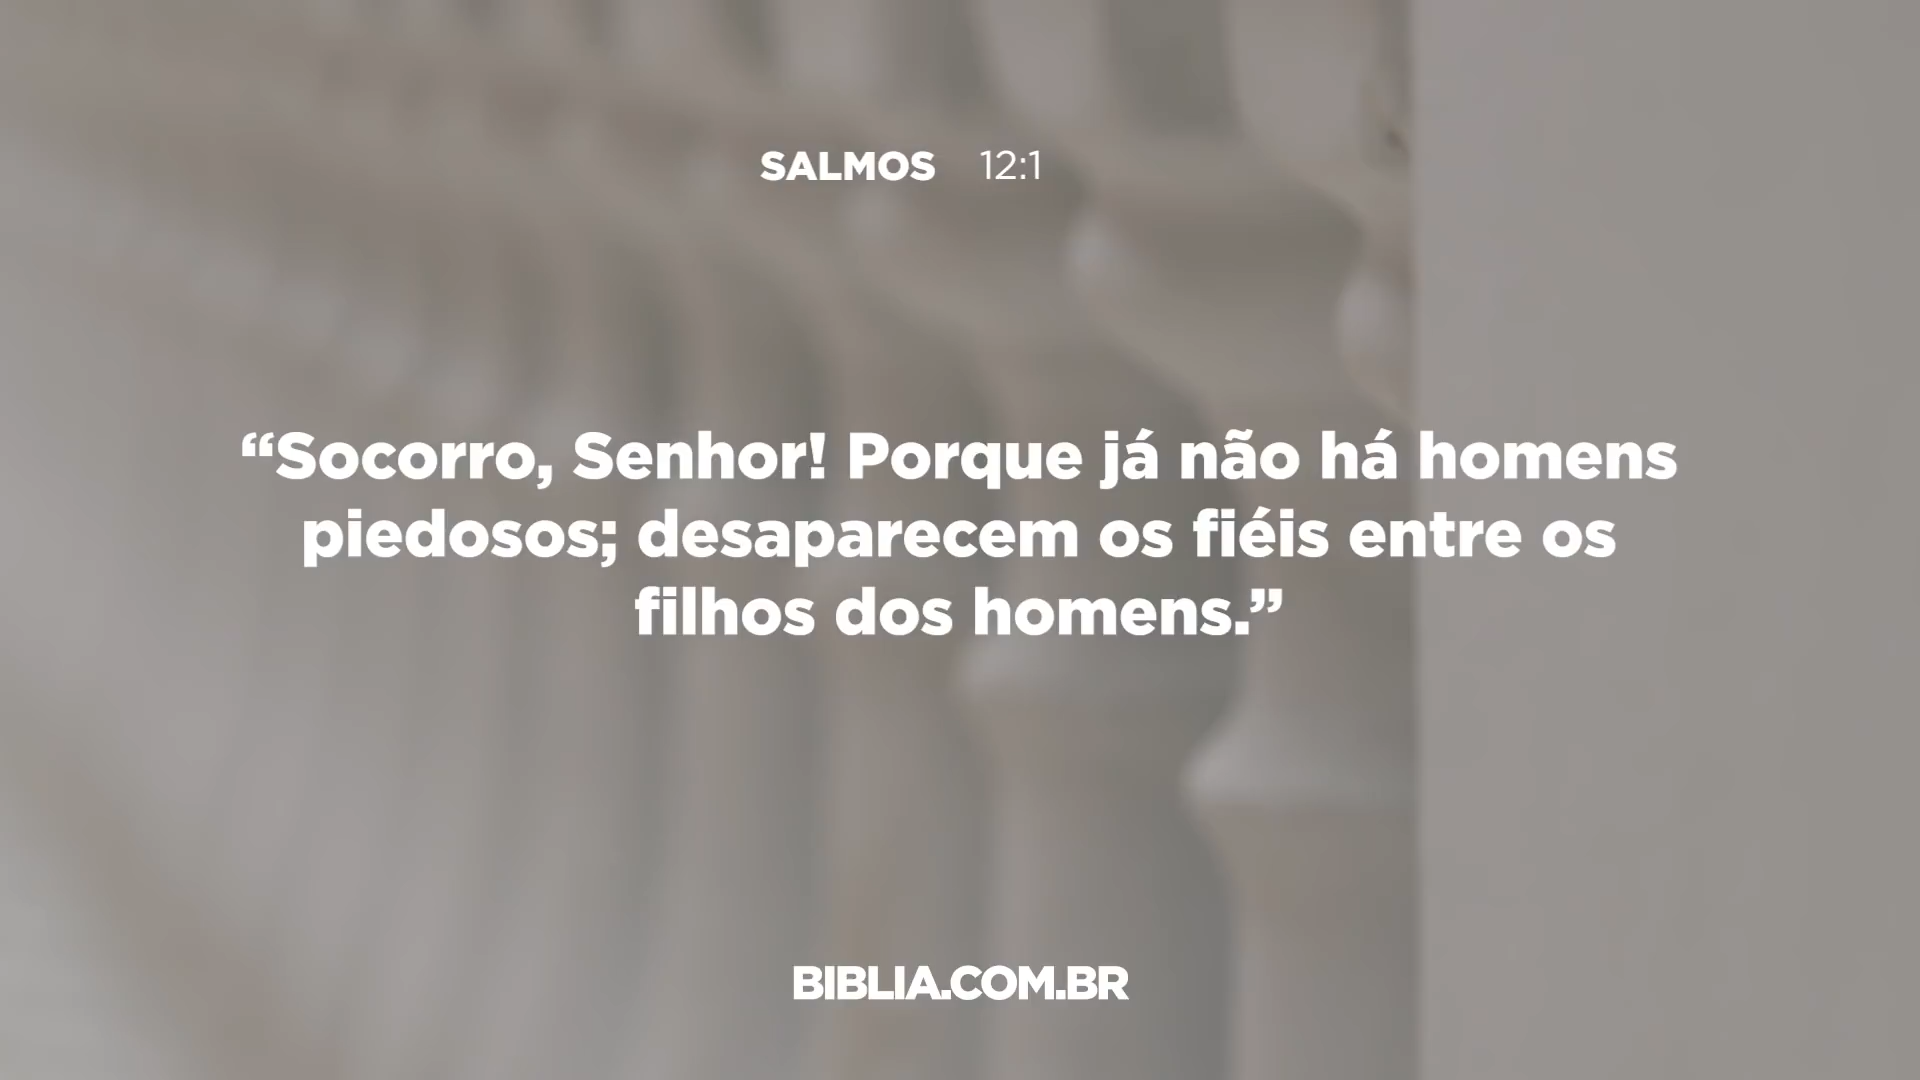 SALMOS 12:1
“Socorro, Senhor! Porque já não há homens
piedosos; desaparecem os fiéis entre os
filhos dos homens.”
BIBLIA.COM.BR